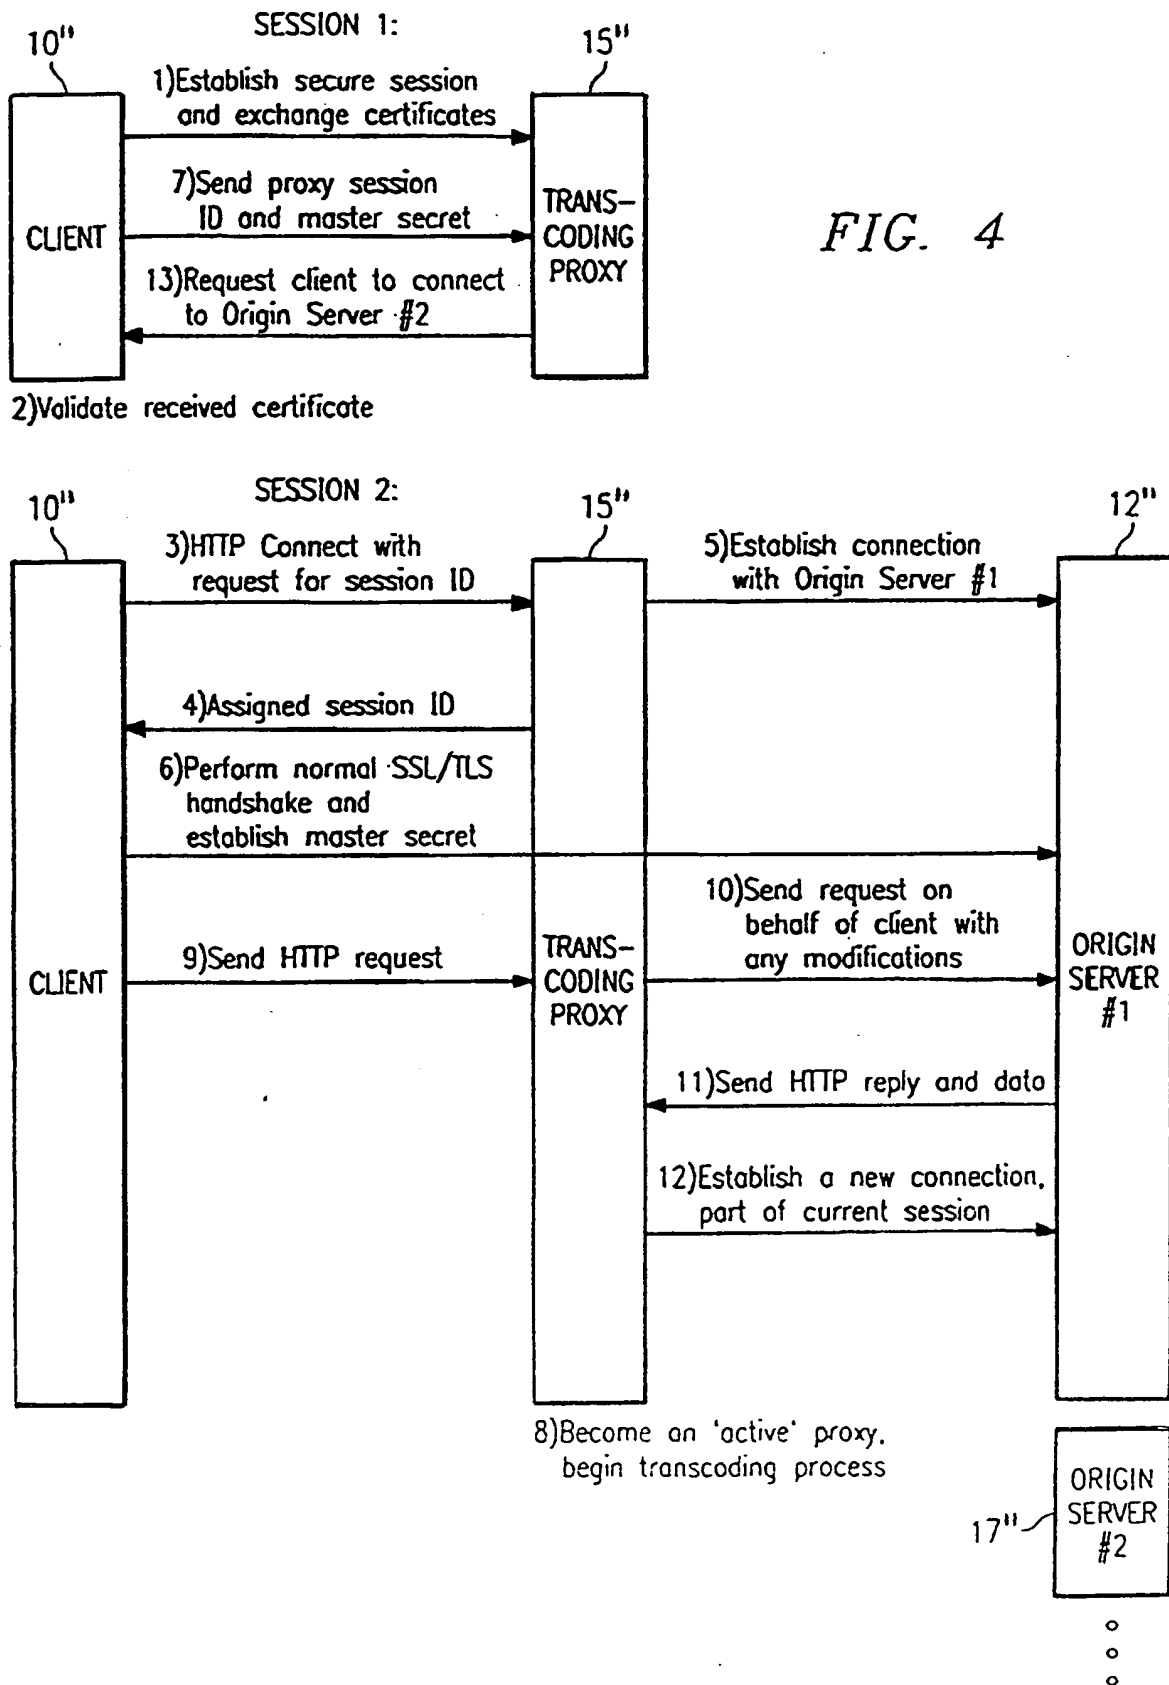 SESSION 1:
10"
15"
1)Establish secure session
and exchange certificates
7)Send proxy session
ID and master secret
13)Request client to connect
to Origin Server #2
CLIENT
TRANS-
CODING
PROXY
FIG. 4
2)Validate received certificate
SESSION 2:
10"
15"
12"
3)HTTP Connect with
request for session ID
5)Establish connection
with Origin Server #1
4)Assigned session ID
6)Perform normal SSL/TLS
handshake and
establish master secret
10)Send request on
behalf of client with
any modifications
9)Send HTTP request
CLIENT
TRANS-
CODING
PROXY
ORIGIN
SERVER
#1
11)Send HTTP reply and data
12)Establish a new connection,
part of current session
8)Become an 'active' proxy,
begin transcoding process
17"
ORIGIN
SERVER
#2